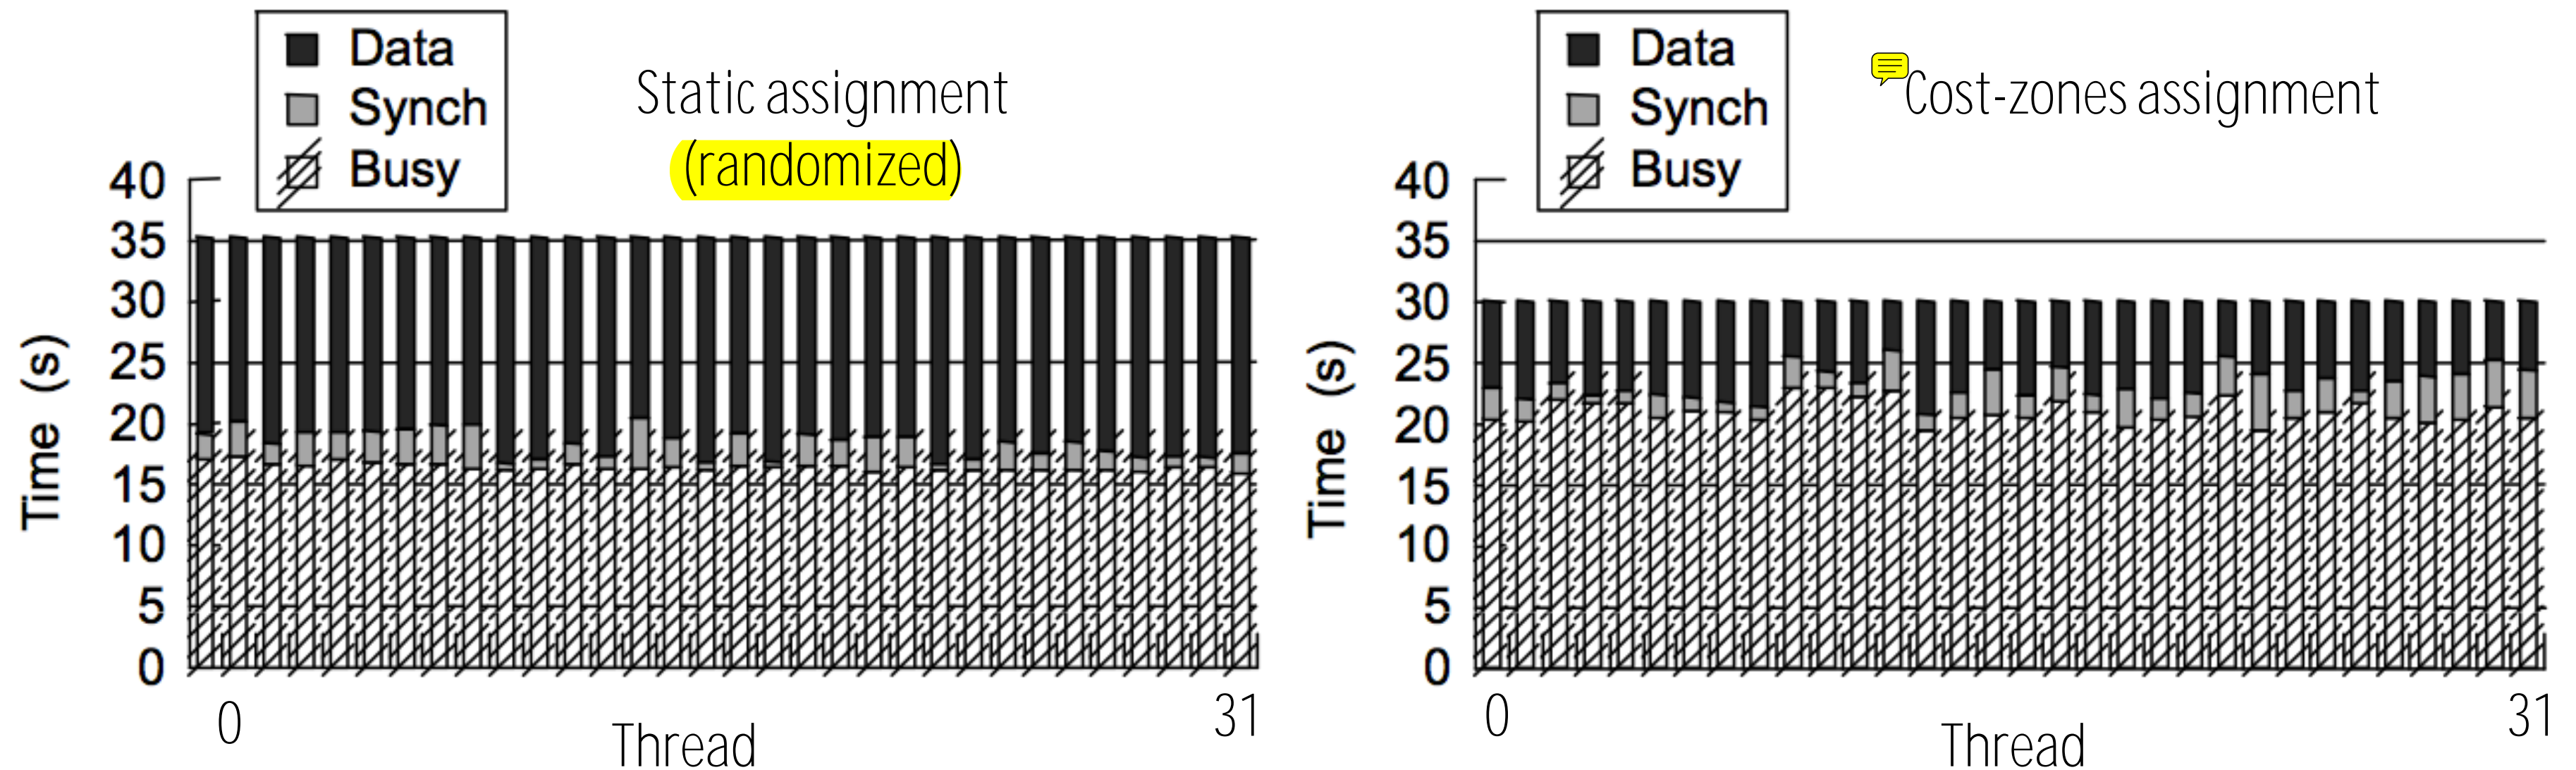 Data
Synch
Busy
Static assignment
(randomized)
40
35
30
25
20
15
10
5
0
Time (s)
0
31
Thread
Data
Synch
Busy
Cost-zones assignment
40
35
30
25
20
15
10
5
0
Time (s)
0
31
Thread